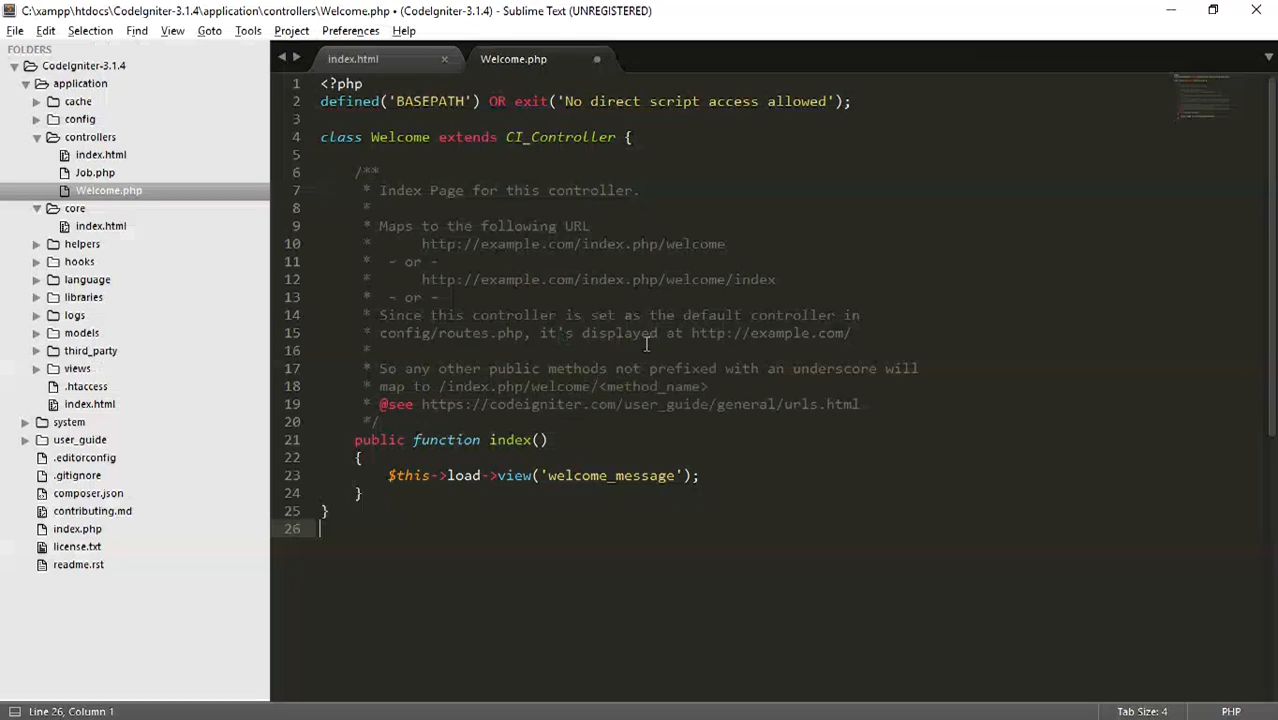 C:\xampp\htdocs\CodeIgniter-3.1.4\application\controllers\Welcome.php • (CodeIgniter-3.1.4) - Sublime Text (UNREGISTERED)
File Edit Selection Find View Goto Tools Project Preferences Help
FOLDERS
CodeIgniter-3.1.4
application
cache
config
controllers
index.html
Job.php
Welcome.php
core
index.html
helpers
hooks
language
libraries
logs
models
third_party
views
.htaccess
index.html
system
user_guide
.editorconfig
.gitignore
composer.json
contributing.md
index.php
license.txt
readme.rst
index.html × Welcome.php
1 <?php
2 defined('BASEPATH') OR exit('No direct script access allowed');
3
4 class Welcome extends CI_Controller {
5
6 /**
7 * Index Page for this controller.
8 *
9 * Maps to the following URL
10 * http://example.com/index.php/welcome
11 * - or -
12 * http://example.com/index.php/welcome/index
13 * - or -
14 * Since this controller is set as the default controller in
15 * config/routes.php, it's displayed at http://example.com/
16 *
17 * So any other public methods not prefixed with an underscore will
18 * map to /index.php/welcome/<method_name>
19 * @see https://codeigniter.com/user_guide/general/urls.html
20 */
21 public function index()
22 {
23 $this->load->view('welcome_message');
24 }
25 }
26
Line 26, Column 1 Tab Size: 4 PHP